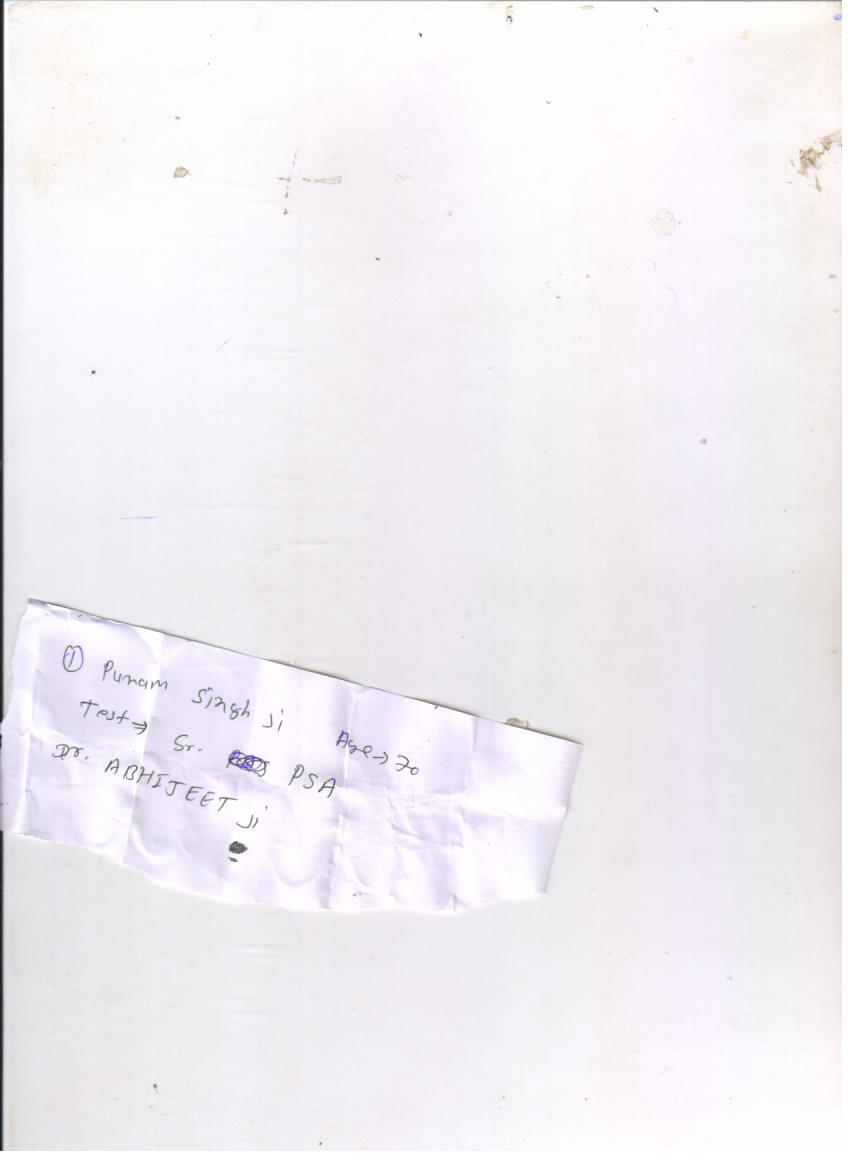 ① Punam Singh ji Age → 70
Test ⇒ Sr. PSA
Dr. ABHIJEET ji